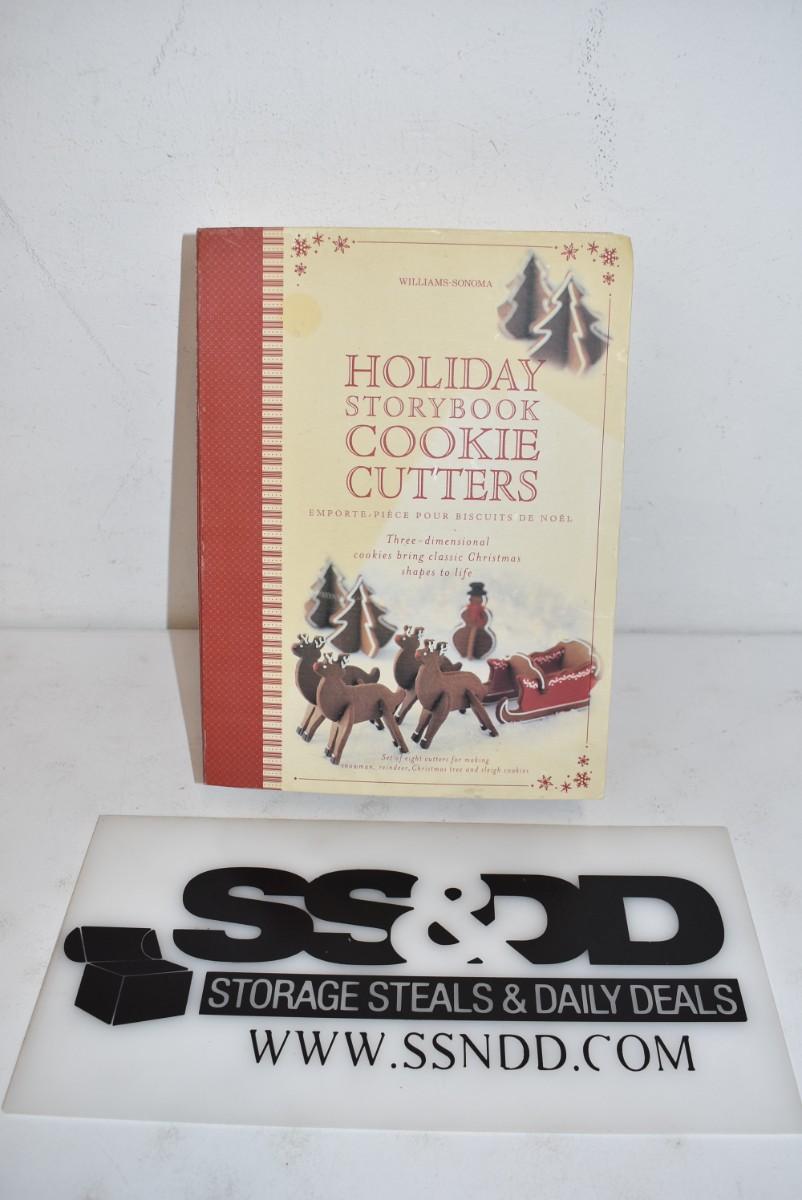 WILLIAMS-SONOMA
HOLIDAY
STORYBOOK
COOKIE
CUTTERS
EMPORTE-PIÈCE POUR BISCUITS DE NOËL
Three-dimensional
cookies bring classic Christmas
shapes to life
Set of eight cutters for making
snowman, reindeer, Christmas tree and sleigh cookies
SS&DD
STORAGE STEALS & DAILY DEALS
WWW.SSNDD.COM